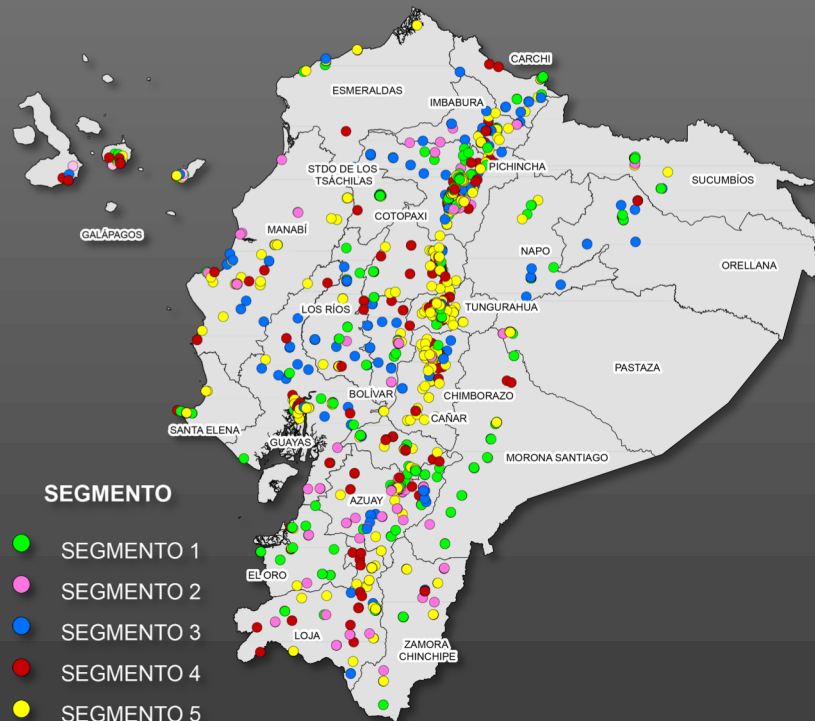 CARCHI
ESMERALDAS
IMBABURA
PICHINCHA
STDO DE LOS
TSÁCHILAS
SUCUMBÍOS
COTOPAXI
MANABÍ
GALÁPAGOS
NAPO
ORELLANA
LOS RÍOS
TUNGURAHUA
PASTAZA
BOLÍVAR
CHIMBORAZO
CAÑAR
SANTA ELENA
GUAYAS
MORONA SANTIAGO
SEGMENTO
AZUAY
SEGMENTO 1
EL ORO
SEGMENTO 2
SEGMENTO 3
LOJA
ZAMORA
CHINCHIPE
SEGMENTO 4
SEGMENTO 5